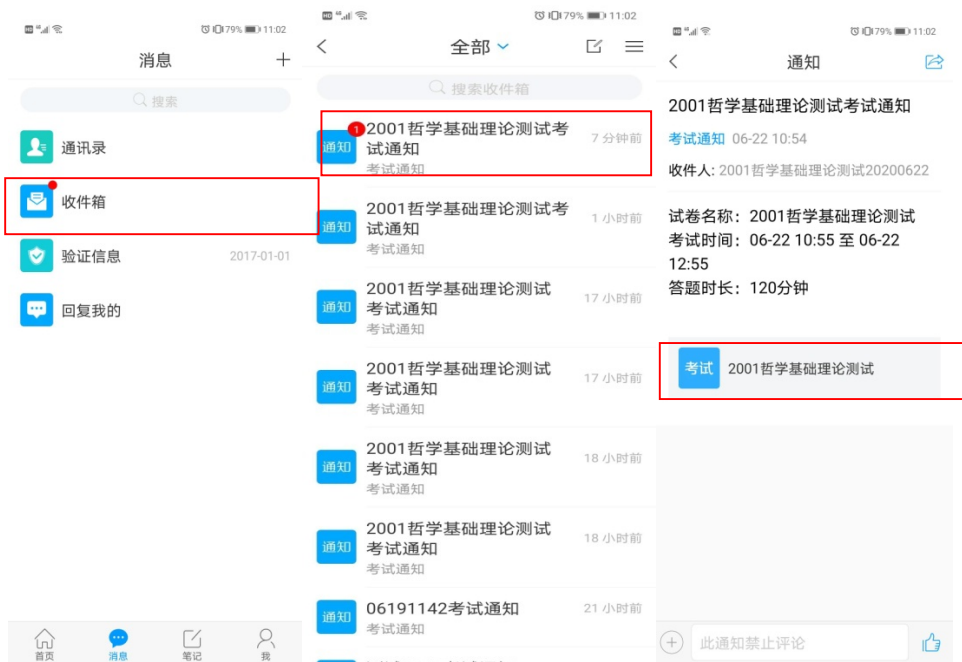 79% 11:02
消息
搜索
通讯录
收件箱
验证信息
2017-01-01
回复我的
首页
消息
笔记
我
79% 11:02
全部
搜索收件箱
1
通知
2001哲学基础理论测试考
试通知
7 分钟前
考试通知
通知
2001哲学基础理论测试考
试通知
1 小时前
考试通知
通知
2001哲学基础理论测试
考试通知
17 小时前
考试通知
通知
2001哲学基础理论测试
考试通知
17 小时前
考试通知
通知
2001哲学基础理论测试
考试通知
18 小时前
考试通知
通知
2001哲学基础理论测试
考试通知
18 小时前
考试通知
通知
06191142考试通知
21 小时前
考试通知
79% 11:02
通知
2001哲学基础理论测试考试通知
考试通知 06-22 10:54
收件人: 2001哲学基础理论测试20200622
试卷名称：2001哲学基础理论测试
考试时间：06-22 10:55 至 06-22
12:55
答题时长：120分钟
考试
2001哲学基础理论测试
此通知禁止评论